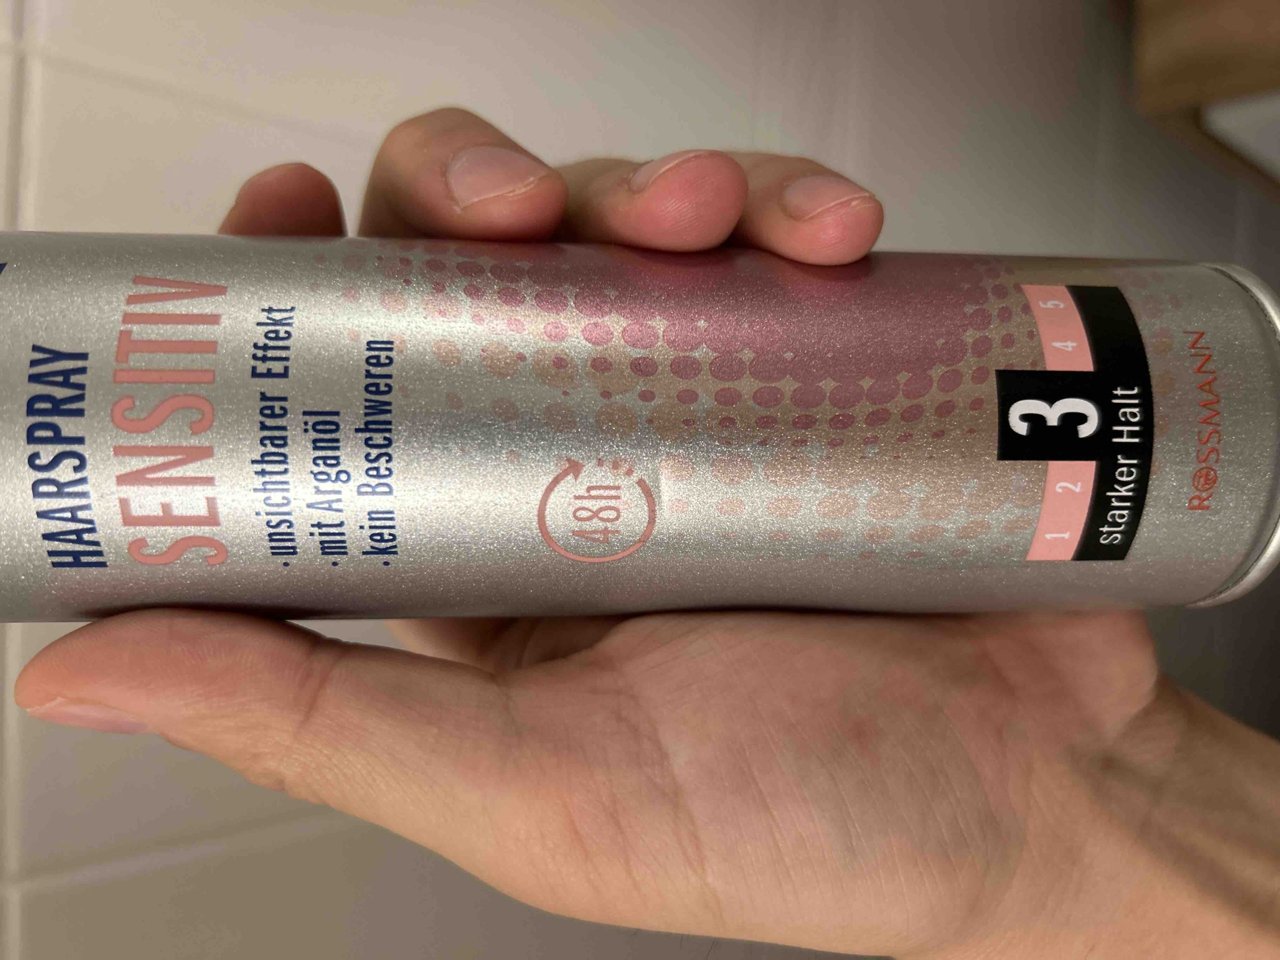 HAARSPRAY
SENSITIV
· unsichtbarer Effekt
· mit Arganöl
· kein Beschweren
48h
1 2 3 4 5
starker Halt
ROSSMANN